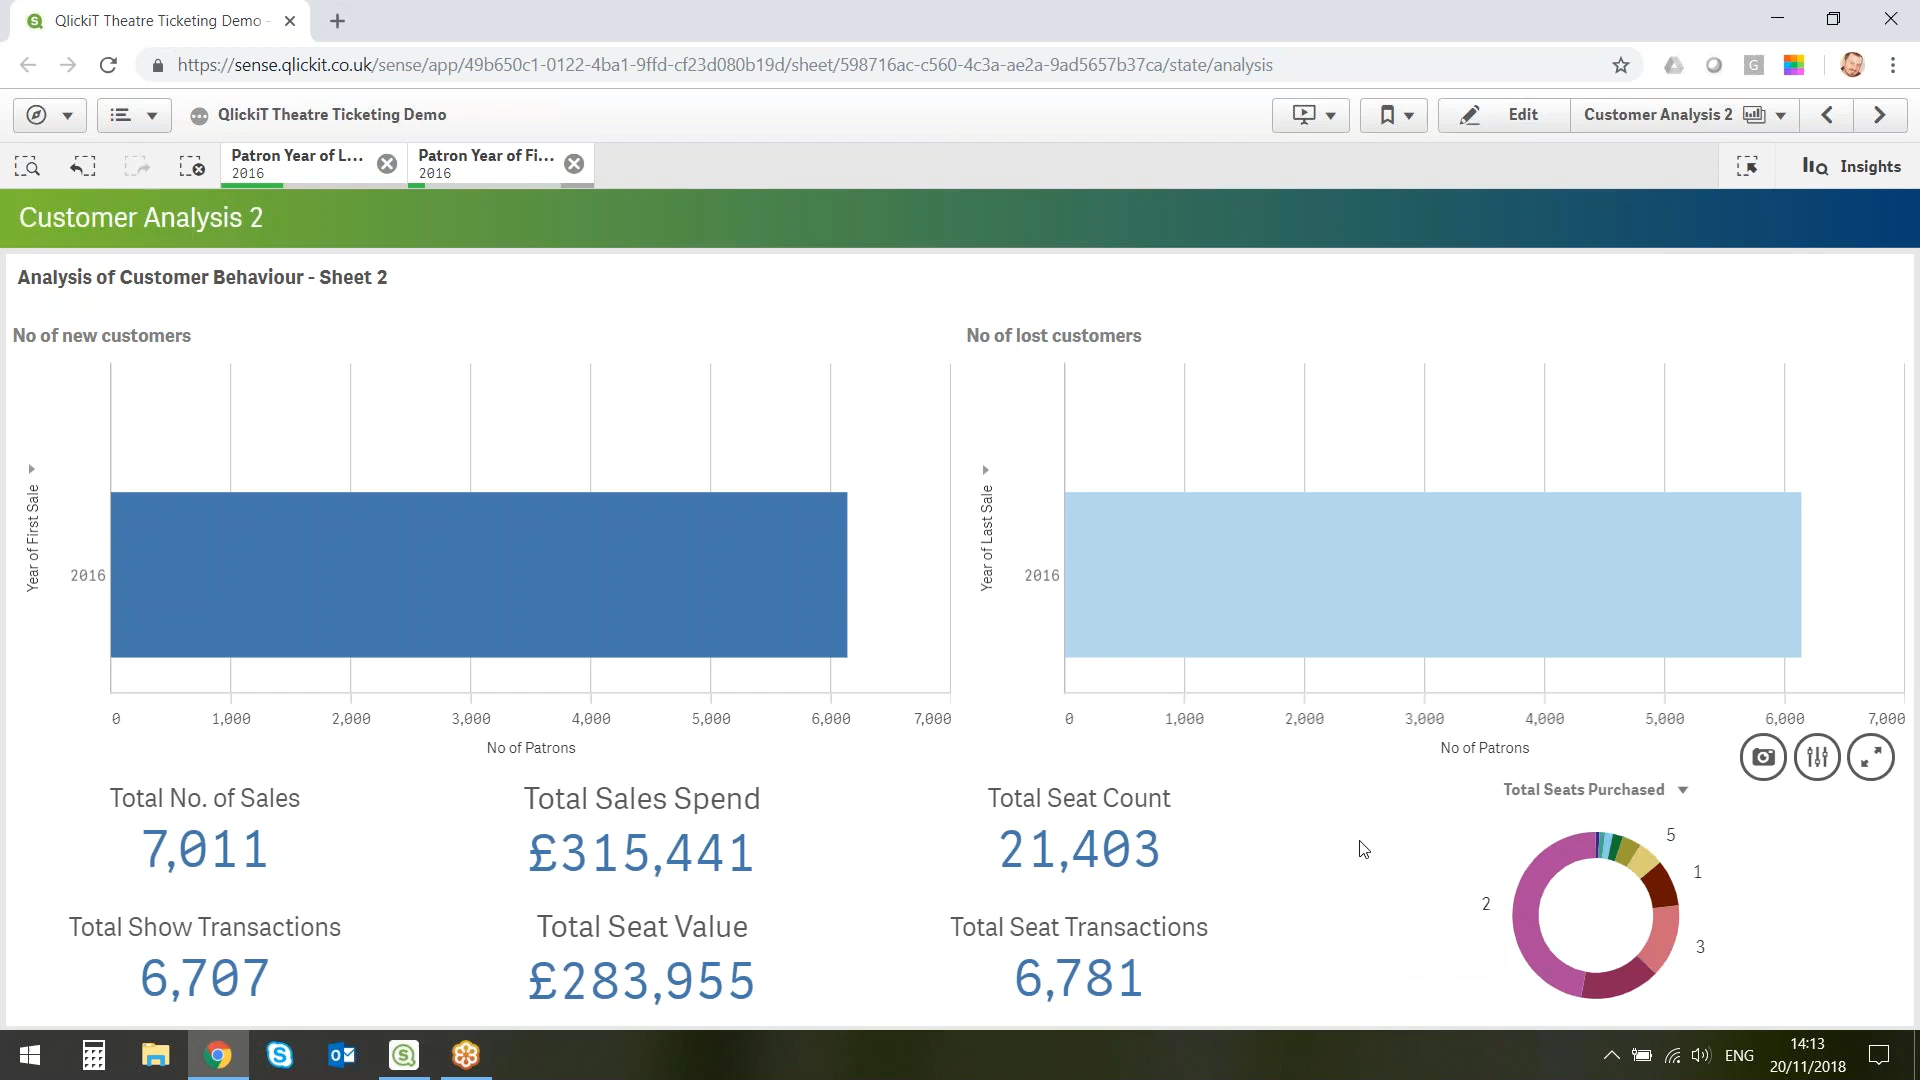 QlickiT Theatre Ticketing Demo -
https://sense.qlickit.co.uk/sense/app/49b650c1-0122-4ba1-9ffd-cf23d080b19d/sheet/598716ac-c560-4c3a-ae2a-9ad5657b37ca/state/analysis
G
QlickiT Theatre Ticketing Demo
Edit
Customer Analysis 2
Patron Year of L...
2016
Patron Year of Fi...
2016
Insights
Customer Analysis 2
Analysis of Customer Behaviour - Sheet 2
No of new customers
Year of First Sale
2016
0 1,000 2,000 3,000 4,000 5,000 6,000 7,000
No of Patrons
No of lost customers
Year of Last Sale
2016
0 1,000 2,000 3,000 4,000 5,000 6,000 7,000
No of Patrons
Total No. of Sales
7,011
Total Sales Spend
£315,441
Total Seat Count
21,403
Total Show Transactions
6,707
Total Seat Value
£283,955
Total Seat Transactions
6,781
Total Seats Purchased
5
1
2
3
ENG
14:13
20/11/2018